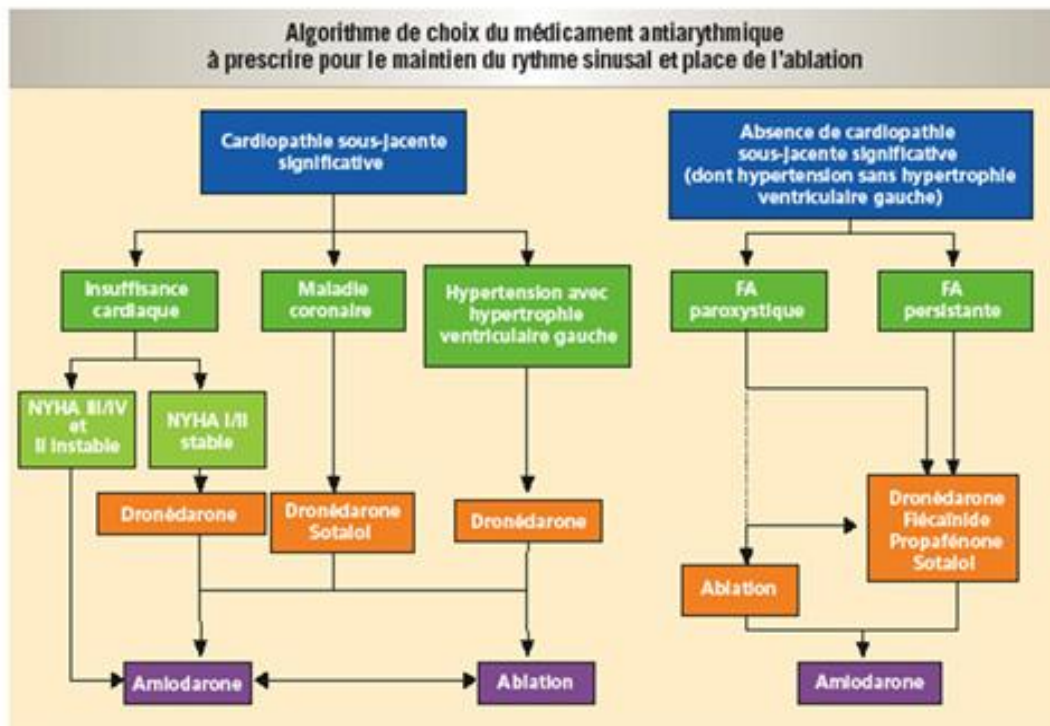 Algorithme de choix du médicament antiarythmique
à prescrire pour le maintien du rythme sinusal et place de l'ablation
Cardiopathie sous-jacente
significative
Absence de cardiopathie
sous-jacente significative
(dont hypertension sans hypertrophie
ventriculaire gauche)
Insuffisance
cardiaque
Maladie
coronaire
Hypertension avec
hypertrophie
ventriculaire gauche
FA
paroxystique
FA
persistante
NYHA III/IV
et
II instable
NYHA I/II
stable
Dronédarone
Dronédarone
Sotalol
Dronédarone
Dronédarone
Flécaïnide
Propafénone
Sotalol
Ablation
Amiodarone
Ablation
Amiodarone